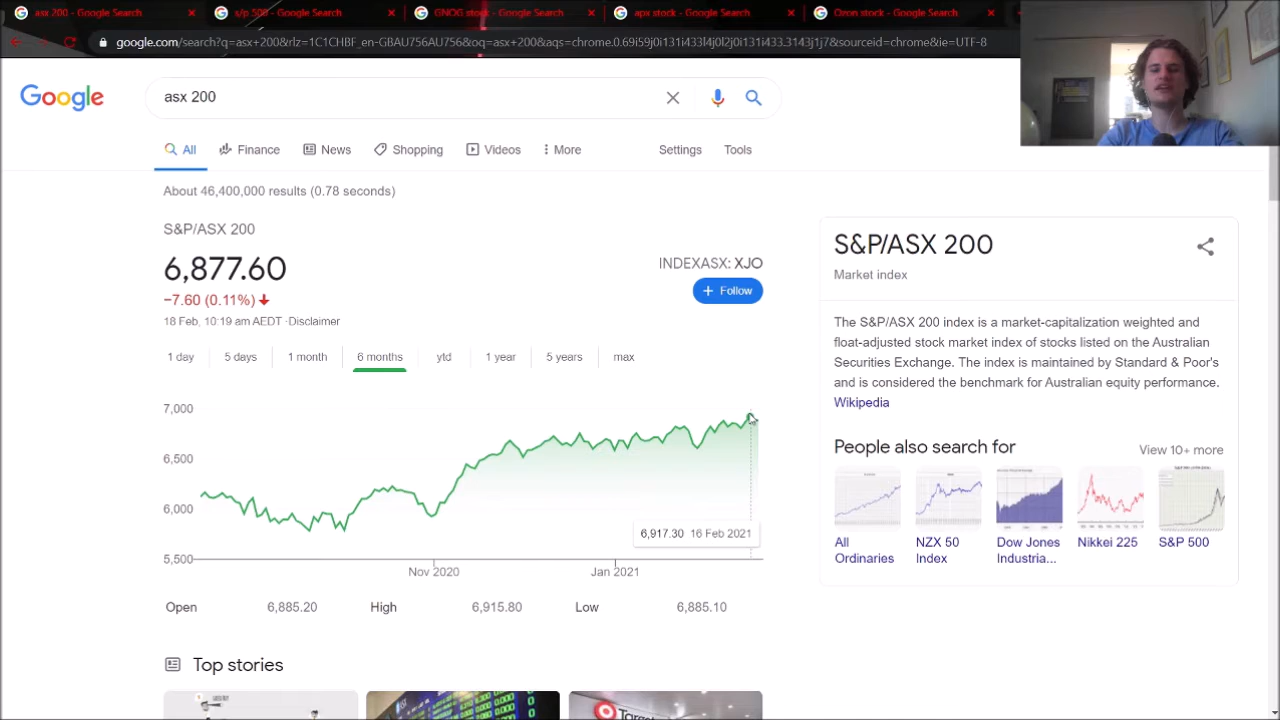 asx 200 - Google Search
s/p 500 - Google Search
GNOG stock - Google Search
apx stock - Google Search
Ozon stock - Google Search
google.com/search?q=asx+200&rlz=1C1CHBF_en-GBAU756AU756&oq=asx+200&aqs=chrome.0.69i59j0i131i433l4j0l2j0i131i433.3143j1j7&sourceid=chrome&ie=UTF-8
Google
asx 200
All
Finance
News
Shopping
Videos
More
Settings
Tools
About 46,400,000 results (0.78 seconds)
S&P/ASX 200
6,877.60
INDEXASX: XJO
−7.60 (0.11%)
+ Follow
18 Feb, 10:19 am AEDT · Disclaimer
1 day
5 days
1 month
6 months
ytd
1 year
5 years
max
7,000
6,500
6,000
5,500
6,917.30 16 Feb 2021
Nov 2020
Jan 2021
Open 6,885.20 High 6,915.80 Low 6,885.10
Top stories
S&P/ASX 200
Market index
The S&P/ASX 200 index is a market-capitalization weighted and
float-adjusted stock market index of stocks listed on the Australian
Securities Exchange. The index is maintained by Standard & Poor's
and is considered the benchmark for Australian equity performance.
Wikipedia
People also search for
View 10+ more
All
Ordinaries
NZX 50
Index
Dow Jones
Industria...
Nikkei 225
S&P 500